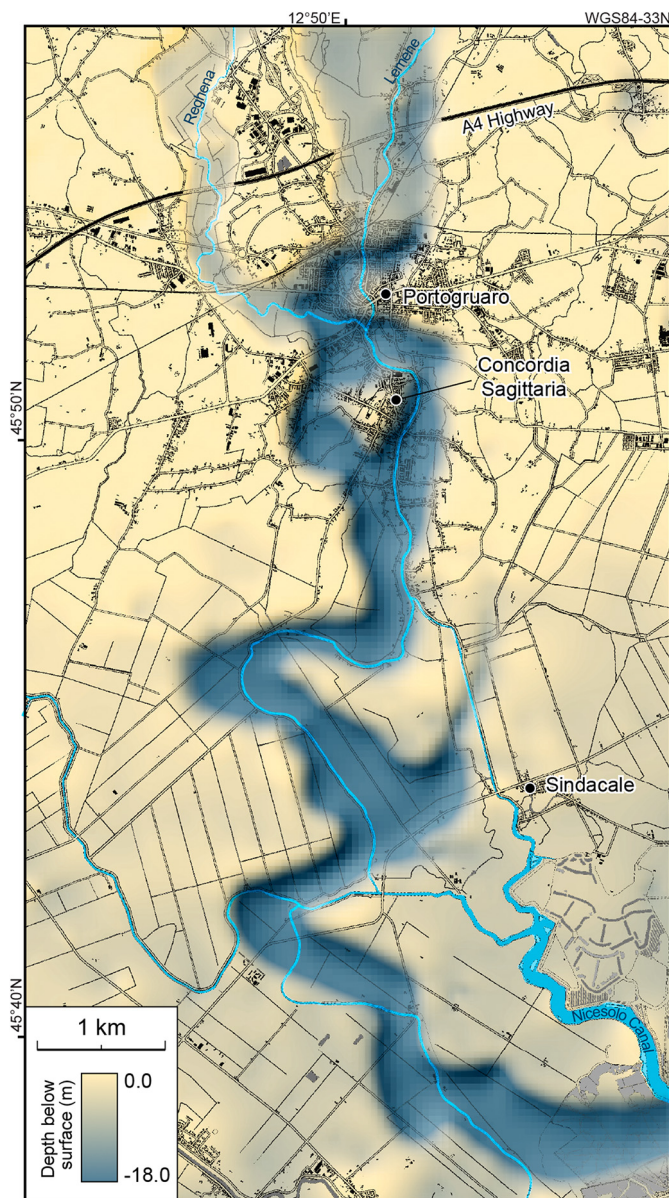 12°50'E
WGS84-33N
Reghena
Lemene
A4 Highway
Portogruaro
Concordia
Sagittaria
45°50'N
Sindacale
45°40'N
Nicesolo Canal
1 km
Depth below
surface (m)
0.0
-18.0